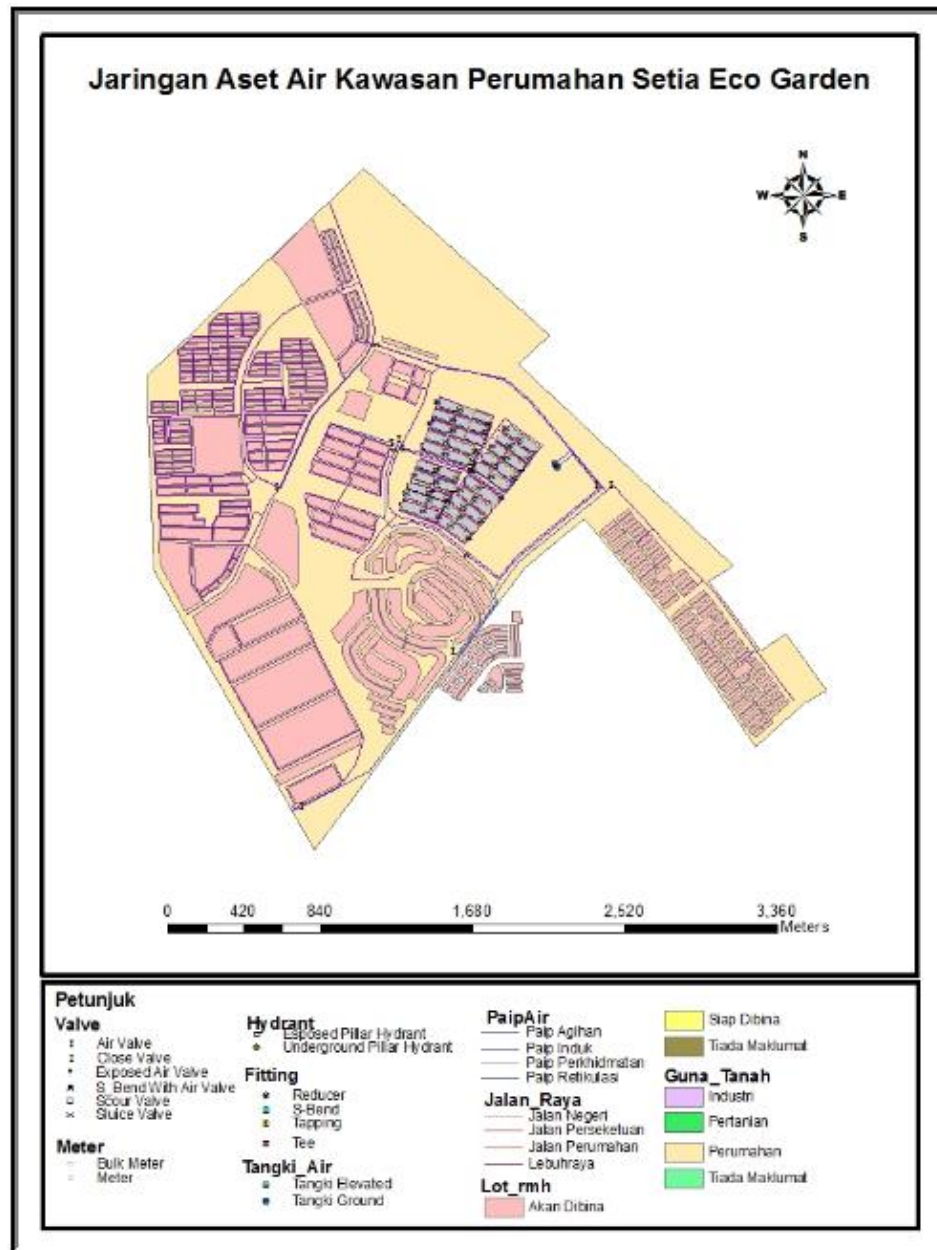 Jaringan Aset Air Kawasan Perumahan Setia Eco Garden
N
W E
S
0 420 840 1,680 2,520 3,360
Meters
Petunjuk
Valve
Air Valve
Close Valve
Exposed Air Valve
S_Bend With Air Valve
Scour Valve
Sluice Valve
Meter
Bulk Meter
Meter
Hydrant
Exposed Pillar Hydrant
Underground Pillar Hydrant
Fitting
Reducer
S-Bend
Tapping
Tee
Tangki_Air
Tangki Elevated
Tangki Ground
PaipAir
Paip Agihan
Paip Induk
Paip Perkhidmatan
Paip Retikulasi
Jalan_Raya
Jalan Negeri
Jalan Persekutuan
Jalan Perumahan
Lebuhraya
Lot_rmh
Akan Dibina
Siap Dibina
Tiada Maklumat
Guna_Tanah
Industri
Pertanian
Perumahan
Tiada Maklumat